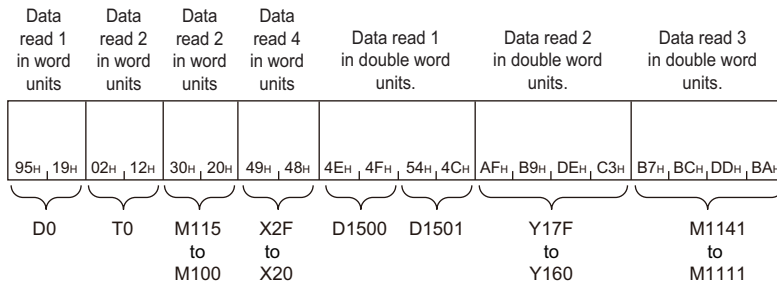 Data read 1 in word units
Data read 2 in word units
Data read 2 in word units
Data read 4 in word units
Data read 1 in double word units.
Data read 2 in double word units.
Data read 3 in double word units.
95H 19H 02H 12H 30H 20H 49H 48H 4EH 4FH 54H 4CH AFH B9H DEH C3H B7H BCH DDH BAH
D0
T0
M115 to M100
X2F to X20
D1500
D1501
Y17F to Y160
M1141 to M1111